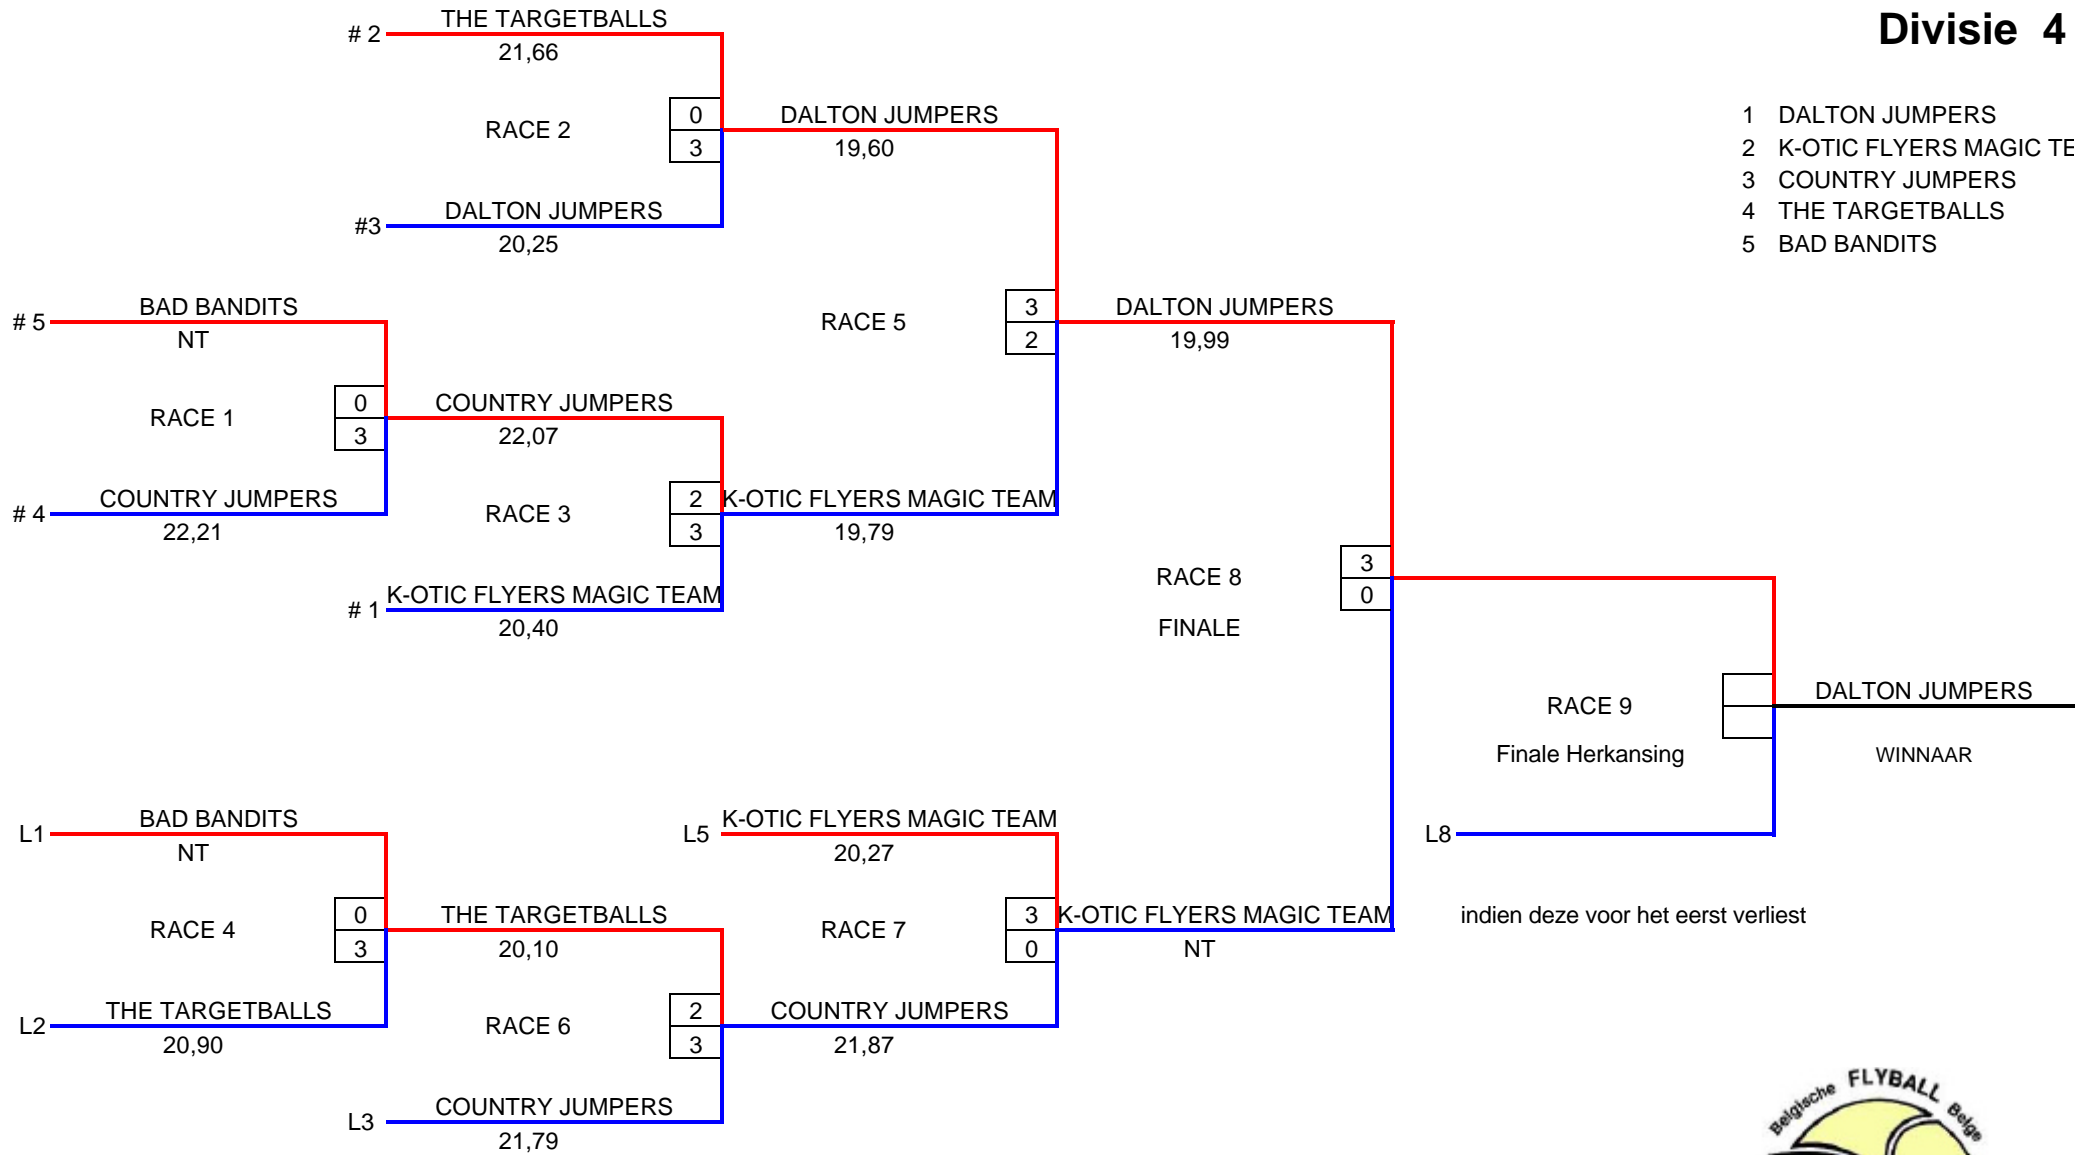 Divisie 4
1 DALTON JUMPERS
2 K-OTIC FLYERS MAGIC TE
3 COUNTRY JUMPERS
4 THE TARGETBALLS
5 BAD BANDITS
# 2 THE TARGETBALLS
21,66
RACE 2
0
3
#3 DALTON JUMPERS
20,25
DALTON JUMPERS
19,60
# 5 BAD BANDITS
NT
RACE 1
0
3
# 4 COUNTRY JUMPERS
22,21
COUNTRY JUMPERS
22,07
RACE 3
2
3
# 1 K-OTIC FLYERS MAGIC TEAM
20,40
K-OTIC FLYERS MAGIC TEAM
19,79
RACE 5
3
2
DALTON JUMPERS
19,99
RACE 8
FINALE
3
0
L1 BAD BANDITS
NT
RACE 4
0
3
L2 THE TARGETBALLS
20,90
THE TARGETBALLS
20,10
RACE 6
2
3
L3 COUNTRY JUMPERS
21,79
L5 K-OTIC FLYERS MAGIC TEAM
20,27
RACE 7
3
0
COUNTRY JUMPERS
21,87
K-OTIC FLYERS MAGIC TEAM
NT
RACE 9
Finale Herkansing
DALTON JUMPERS
WINNAAR
L8
indien deze voor het eerst verliest
Belgische FLYBALL Belge